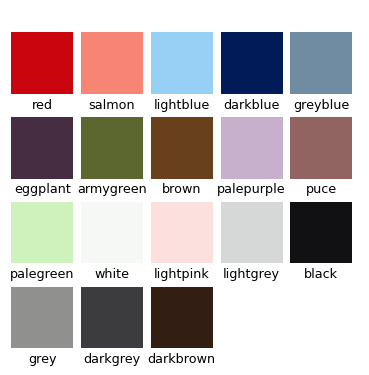 red salmon lightblue darkblue greyblue
eggplant armygreen brown palepurple puce
palegreen white lightpink lightgrey black
grey darkgrey darkbrown